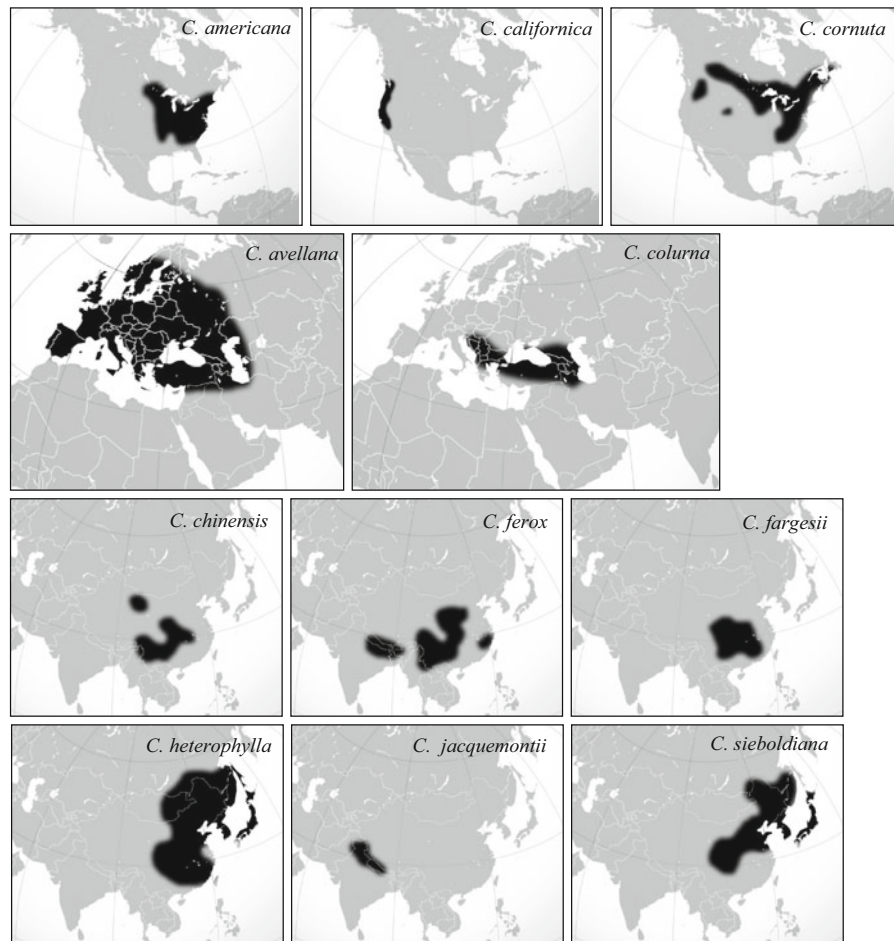 C. americana
C. californica
C. cornuta
C. avellana
C. colurna
C. chinensis
C. ferox
C. fargesii
C. heterophylla
C. jacquemontii
C. sieboldiana